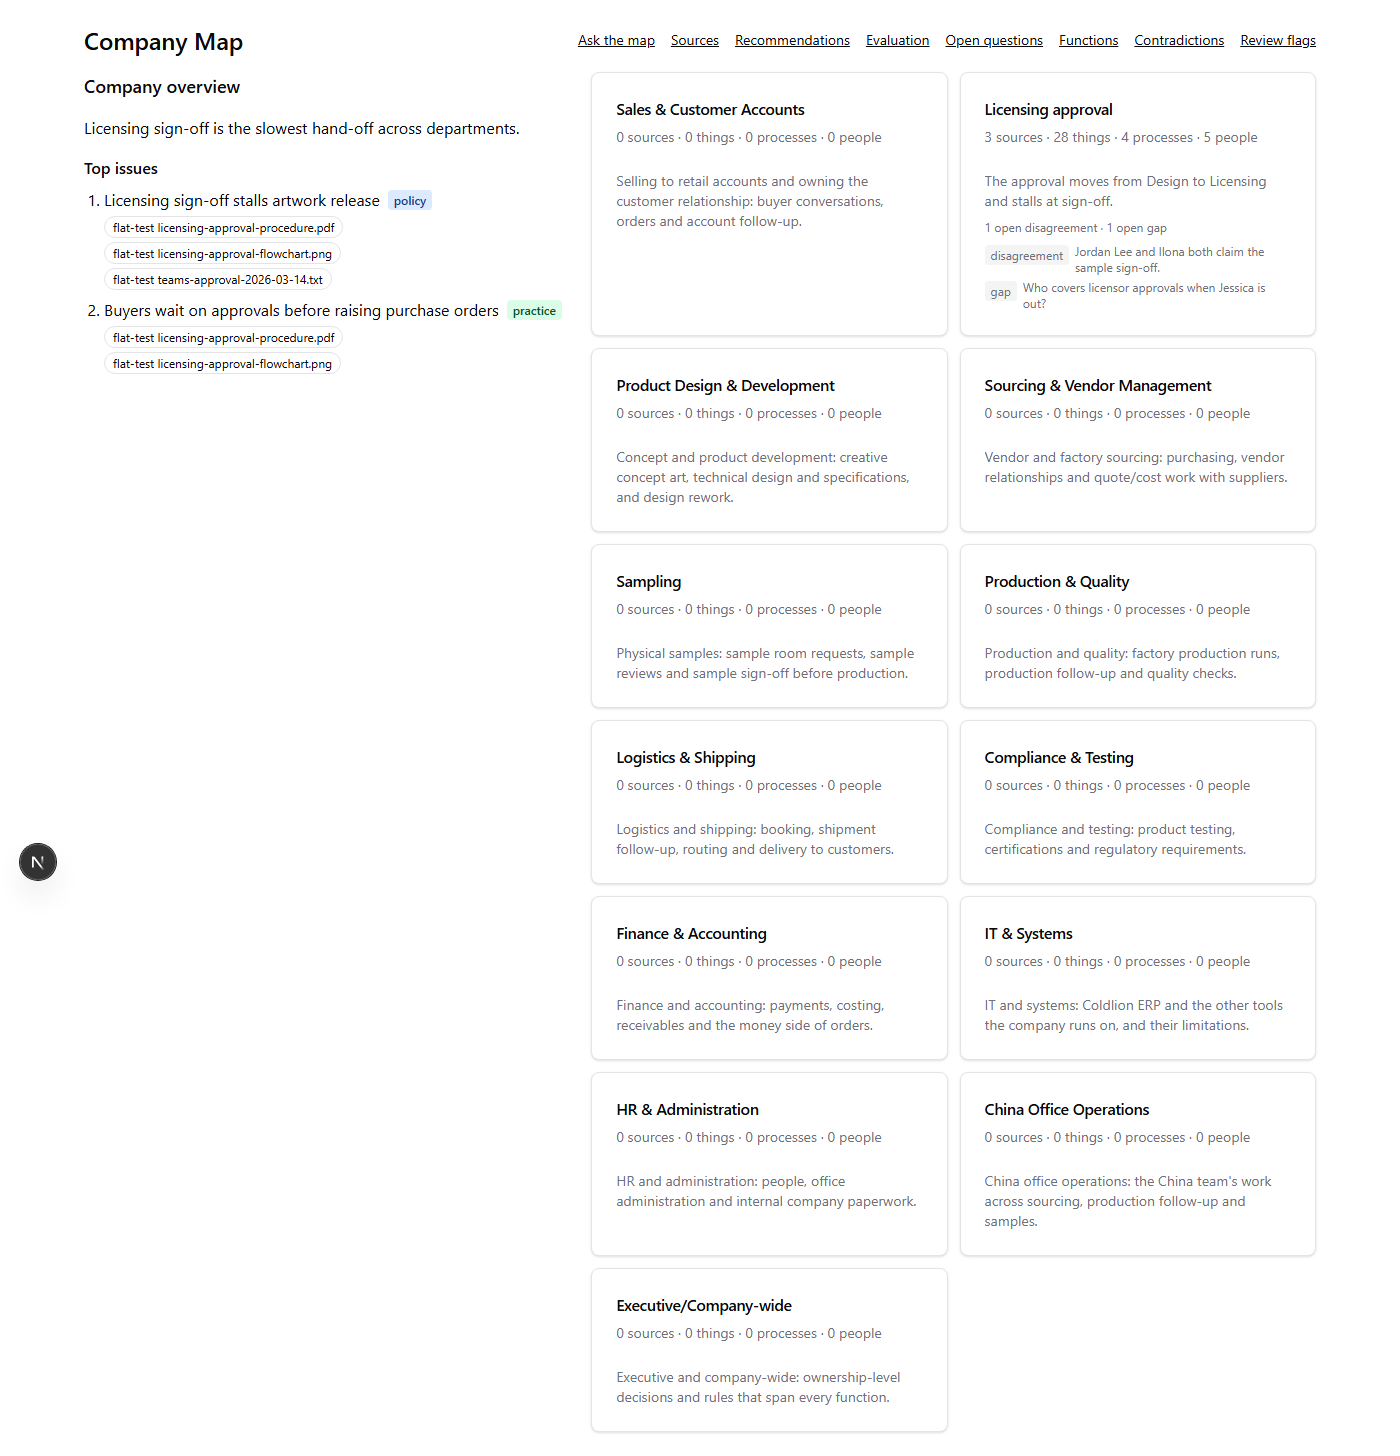 Company Map
Ask the map
Sources
Recommendations
Evaluation
Open questions
Functions
Contradictions
Review flags
Company overview
Licensing sign-off is the slowest hand-off across departments.
Top issues
1. Licensing sign-off stalls artwork release policy
flat-test licensing-approval-procedure.pdf
flat-test licensing-approval-flowchart.png
flat-test teams-approval-2026-03-14.txt
2. Buyers wait on approvals before raising purchase orders practice
flat-test licensing-approval-procedure.pdf
flat-test licensing-approval-flowchart.png
Sales & Customer Accounts
0 sources · 0 things · 0 processes · 0 people
Selling to retail accounts and owning the
customer relationship: buyer conversations,
orders and account follow-up.
Licensing approval
3 sources · 28 things · 4 processes · 5 people
The approval moves from Design to Licensing
and stalls at sign-off.
1 open disagreement · 1 open gap
disagreement Jordan Lee and Ilona both claim the
sample sign-off.
gap Who covers licensor approvals when Jessica is
out?
Product Design & Development
0 sources · 0 things · 0 processes · 0 people
Concept and product development: creative
concept art, technical design and specifications,
and design rework.
Sourcing & Vendor Management
0 sources · 0 things · 0 processes · 0 people
Vendor and factory sourcing: purchasing, vendor
relationships and quote/cost work with suppliers.
Sampling
0 sources · 0 things · 0 processes · 0 people
Physical samples: sample room requests, sample
reviews and sample sign-off before production.
Production & Quality
0 sources · 0 things · 0 processes · 0 people
Production and quality: factory production runs,
production follow-up and quality checks.
Logistics & Shipping
0 sources · 0 things · 0 processes · 0 people
Logistics and shipping: booking, shipment
follow-up, routing and delivery to customers.
Compliance & Testing
0 sources · 0 things · 0 processes · 0 people
Compliance and testing: product testing,
certifications and regulatory requirements.
Finance & Accounting
0 sources · 0 things · 0 processes · 0 people
Finance and accounting: payments, costing,
receivables and the money side of orders.
IT & Systems
0 sources · 0 things · 0 processes · 0 people
IT and systems: Coldlion ERP and the other tools
the company runs on, and their limitations.
HR & Administration
0 sources · 0 things · 0 processes · 0 people
HR and administration: people, office
administration and internal company paperwork.
China Office Operations
0 sources · 0 things · 0 processes · 0 people
China office operations: the China team's work
across sourcing, production follow-up and
samples.
Executive/Company-wide
0 sources · 0 things · 0 processes · 0 people
Executive and company-wide: ownership-level
decisions and rules that span every function.
N